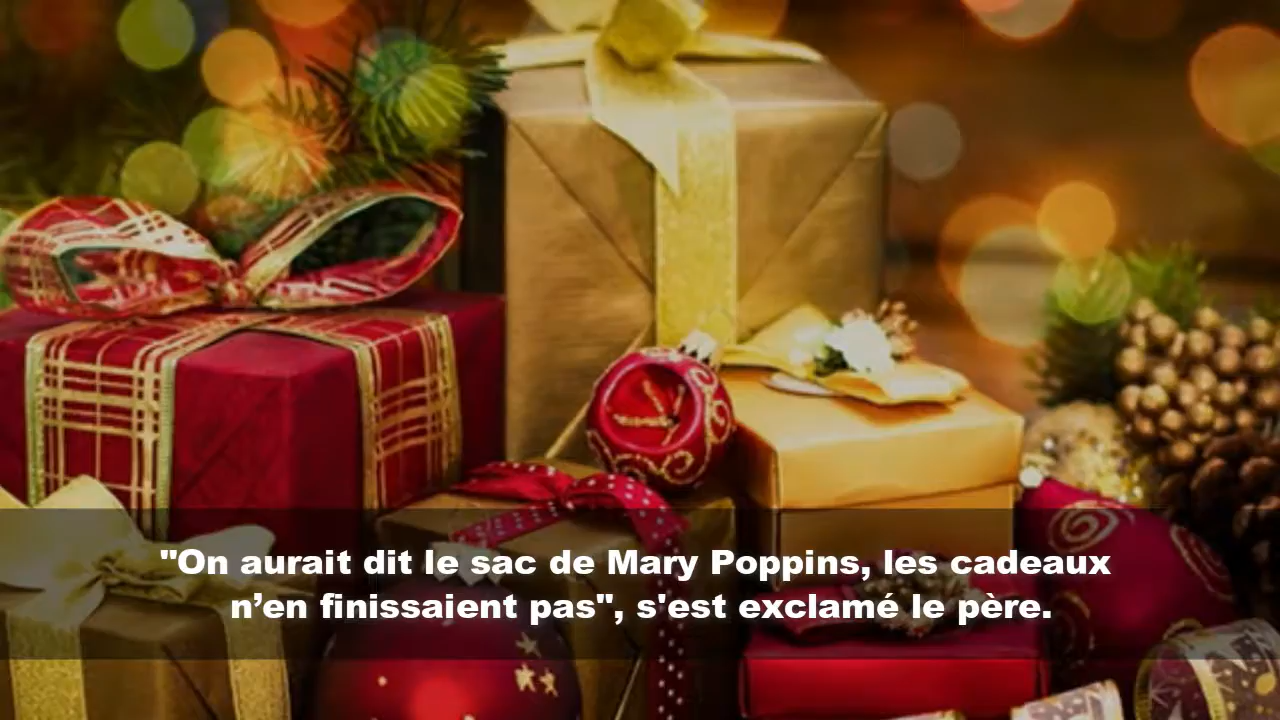 "On aurait dit le sac de Mary Poppins, les cadeaux
n’en finissaient pas", s'est exclamé le père.